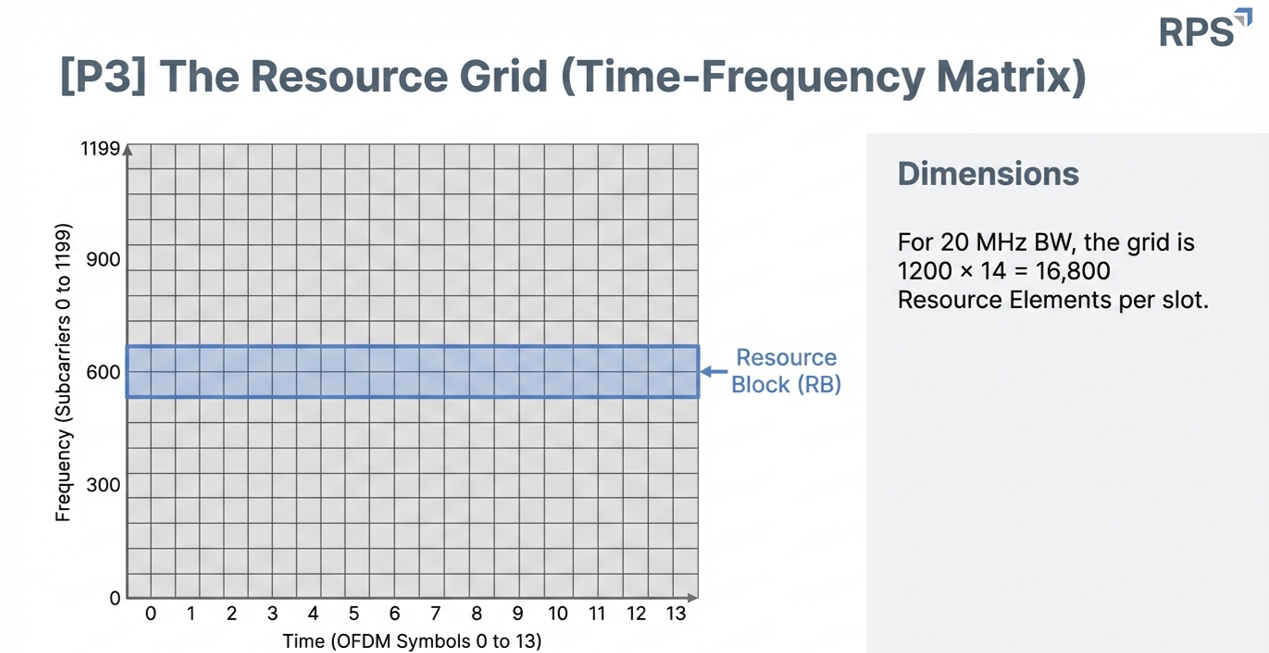 RPS
[P3] The Resource Grid (Time-Frequency Matrix)
1199
900
600
300
0
Frequency (Subcarriers 0 to 1199)
0 1 2 3 4 5 6 7 8 9 10 11 12 13
Time (OFDM Symbols 0 to 13)
Resource
Block (RB)
Dimensions
For 20 MHz BW, the grid is
1200 × 14 = 16,800
Resource Elements per slot.